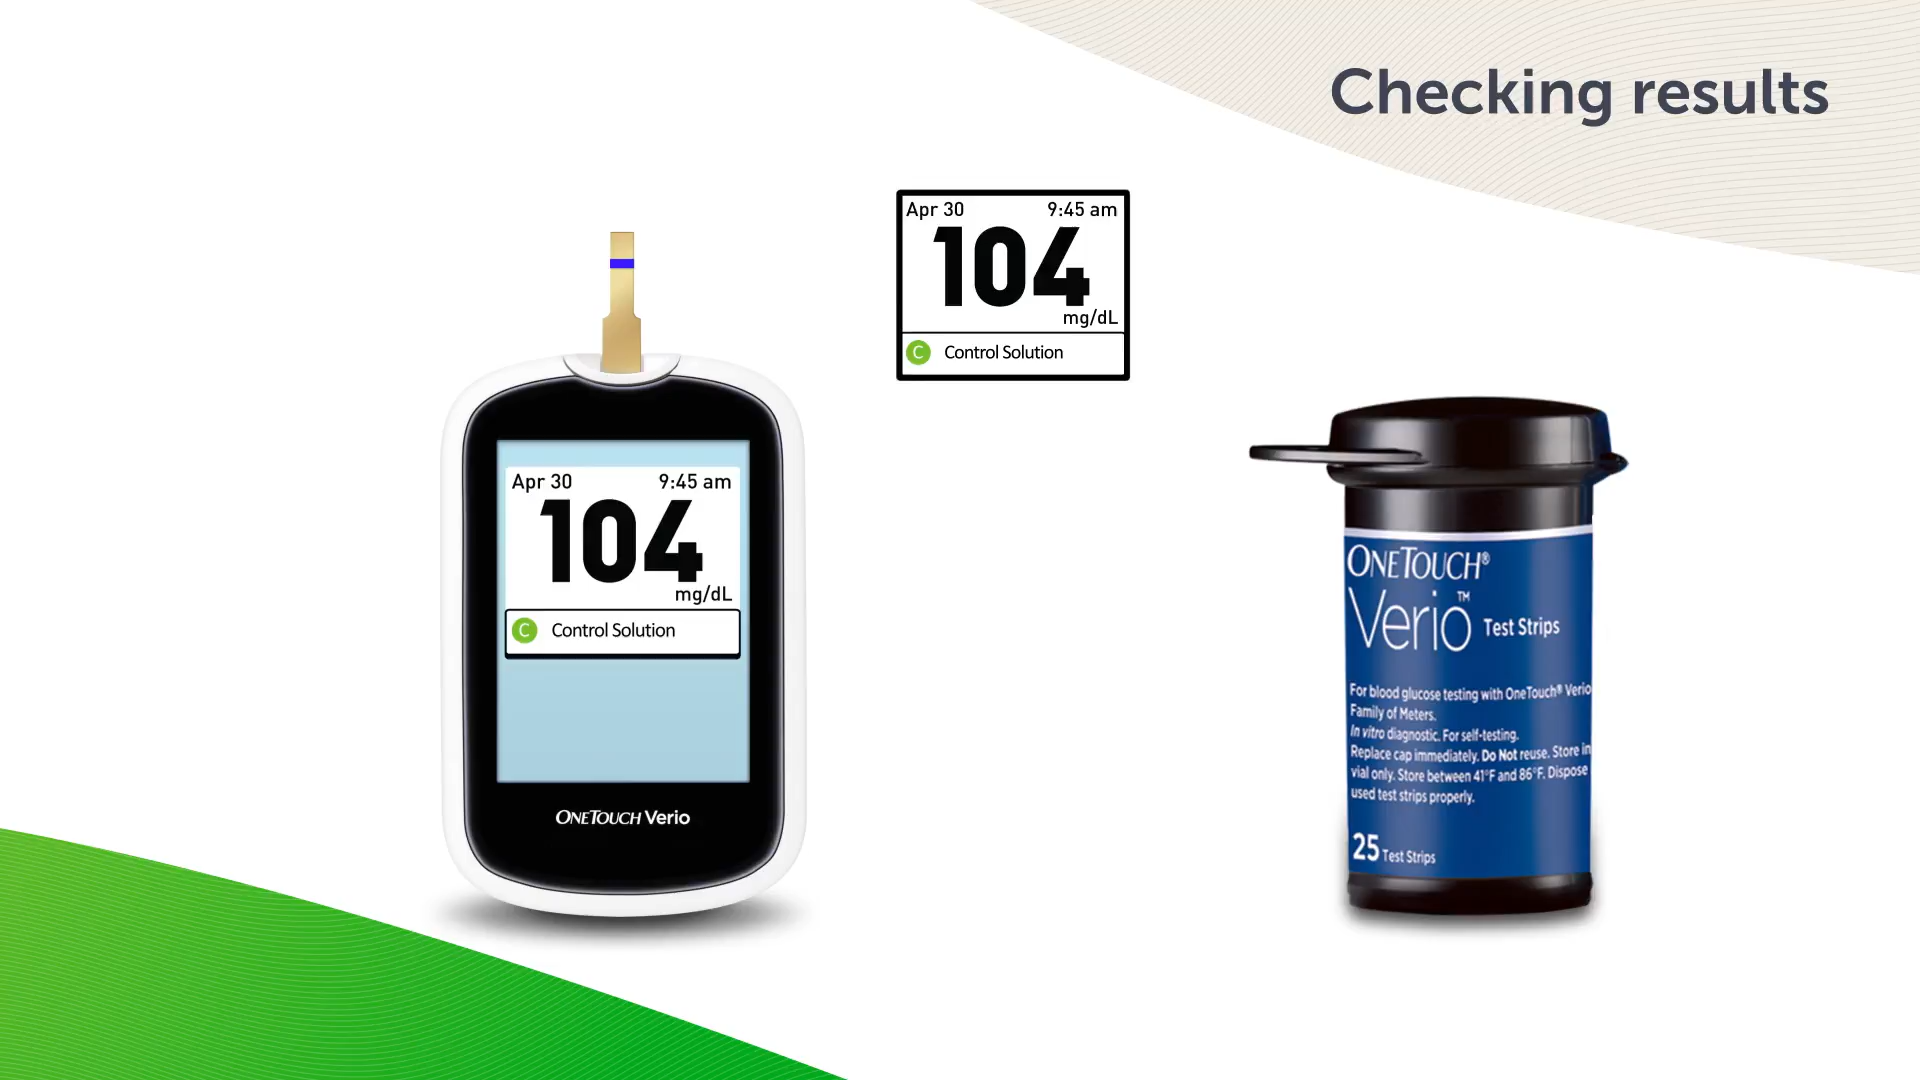 Checking results
Apr 30 9:45 am
104
mg/dL
C Control Solution
Apr 30 9:45 am
104
mg/dL
C Control Solution
ONETOUCH Verio
ONETOUCH®
Verio™ Test Strips
For blood glucose testing with OneTouch® Verio
Family of Meters.
In vitro diagnostic. For self-testing.
Replace cap immediately. Do Not reuse. Store in
vial only. Store between 41°F and 86°F. Dispose
used test strips properly.
25 Test Strips